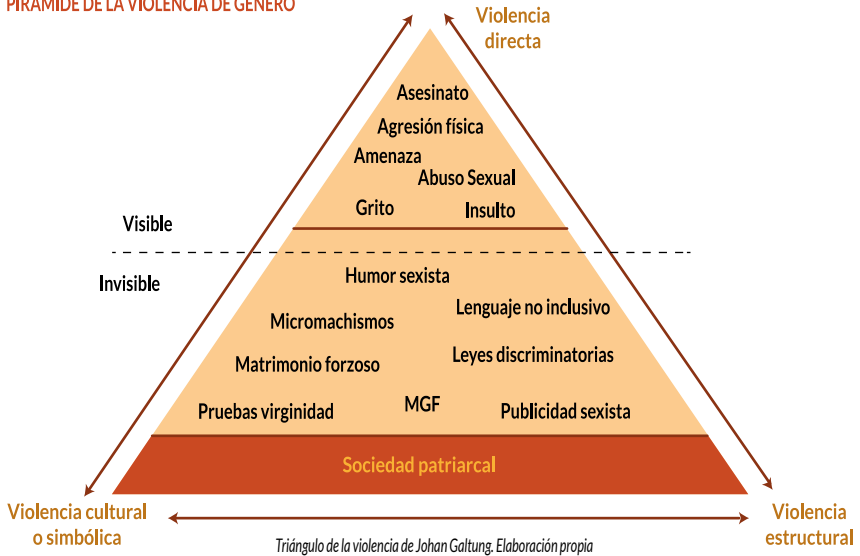 PIRÁMIDE DE LA VIOLENCIA DE GÉNERO
Violencia
directa
Asesinato
Agresión física
Amenaza
Abuso Sexual
Grito
Insulto
Visible
Invisible
Humor sexista
Lenguaje no inclusivo
Micromachismos
Leyes discriminatorias
Matrimonio forzoso
MGF
Pruebas virginidad
Publicidad sexista
Sociedad patriarcal
Violencia cultural
o simbólica
Violencia
estructural
Triángulo de la violencia de Johan Galtung. Elaboración propia